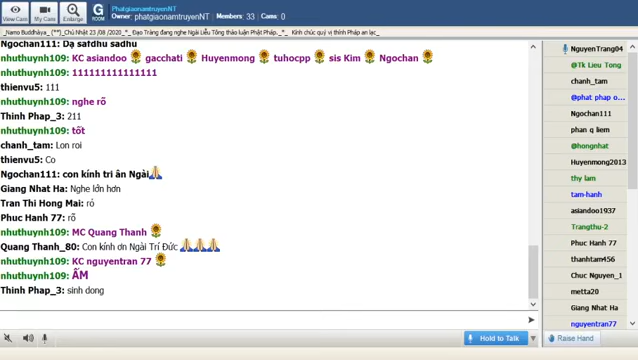 View Cam
My Cam
Enlarge
G
ROOM
PhatgiaonamtruyenNT
Owner: phatgiaonamtruyenNT Members: 33 Cams: 0
_Namo Buddhàya_ (**)_Chủ Nhật 23 /08 /2020_*_ Đạo Tràng đang nghe Ngài Liễu Tông thảo luận Phật Pháp._*_ Kính chúc quý vị thính Pháp an lạc_
Ngochan111: Dạ safdhu sadhu
nhuthuynh109: KC asiandoo gacchati Huyenmong tuhocpp sis Kim Ngochan
nhuthuynh109: 111111111111111
thienvu5: 111
nhuthuynh109: nghe rõ
Thinh Phap_3: 211
nhuthuynh109: tốt
chanh_tam: Lon roi
thienvu5: Co
Ngochan111: con kính tri ân Ngài
Giang Nhat Ha: Nghe lớn hơn
Tran Thi Hong Mai: rỏ
Phuc Hanh 77: rõ
nhuthuynh109: MC Quang Thanh
Quang Thanh_80: Con kính ơn Ngài Trí Đức
nhuthuynh109: KC nguyentran 77
nhuthuynh109: ẤM
Thinh Phap_3: sinh dong
NguyenTrang04
@Tk Lieu Tong
chanh_tam
@phat phap o...
Ngochan111
phan q liem
@hongnhat
Huyenmong2013
thy lam
tam-hanh
asiandoo1937
Trangthu-2
Phuc Hanh 77
thanhtam456
Chuc Nguyen_1
metta20
Giang Nhat Ha
nguyentran77
Hold to Talk
Raise Hand